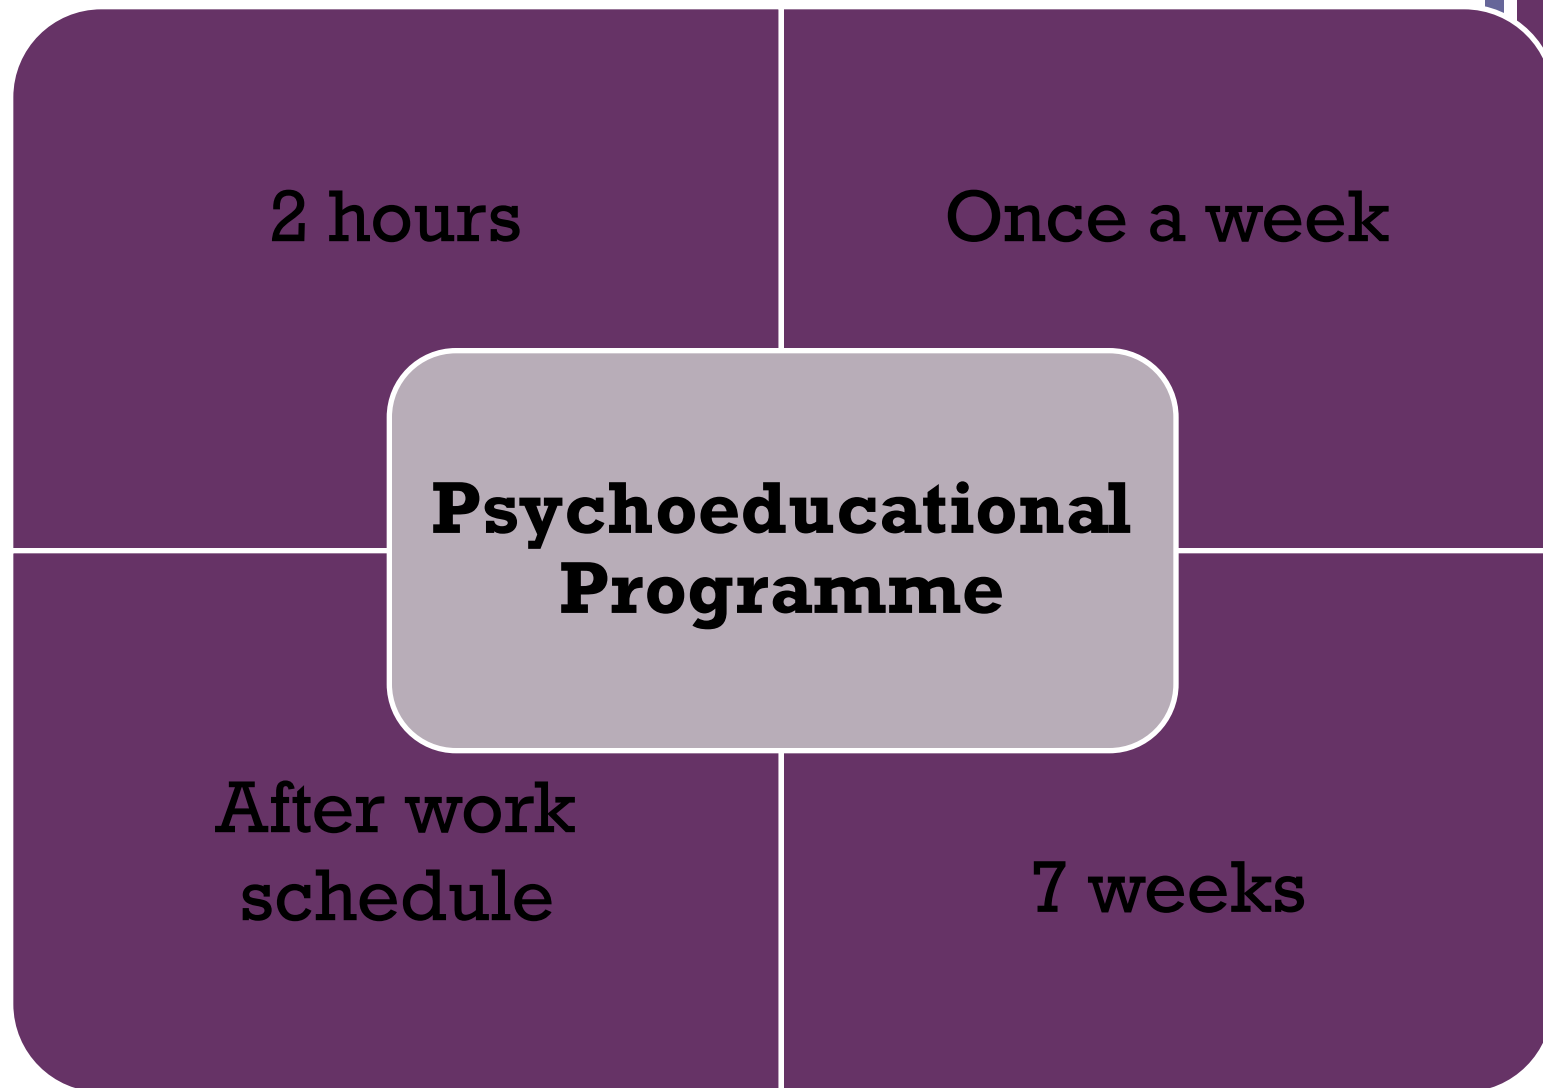 2 hours
Once a week
Psychoeducational
Programme
After work
schedule
7 weeks